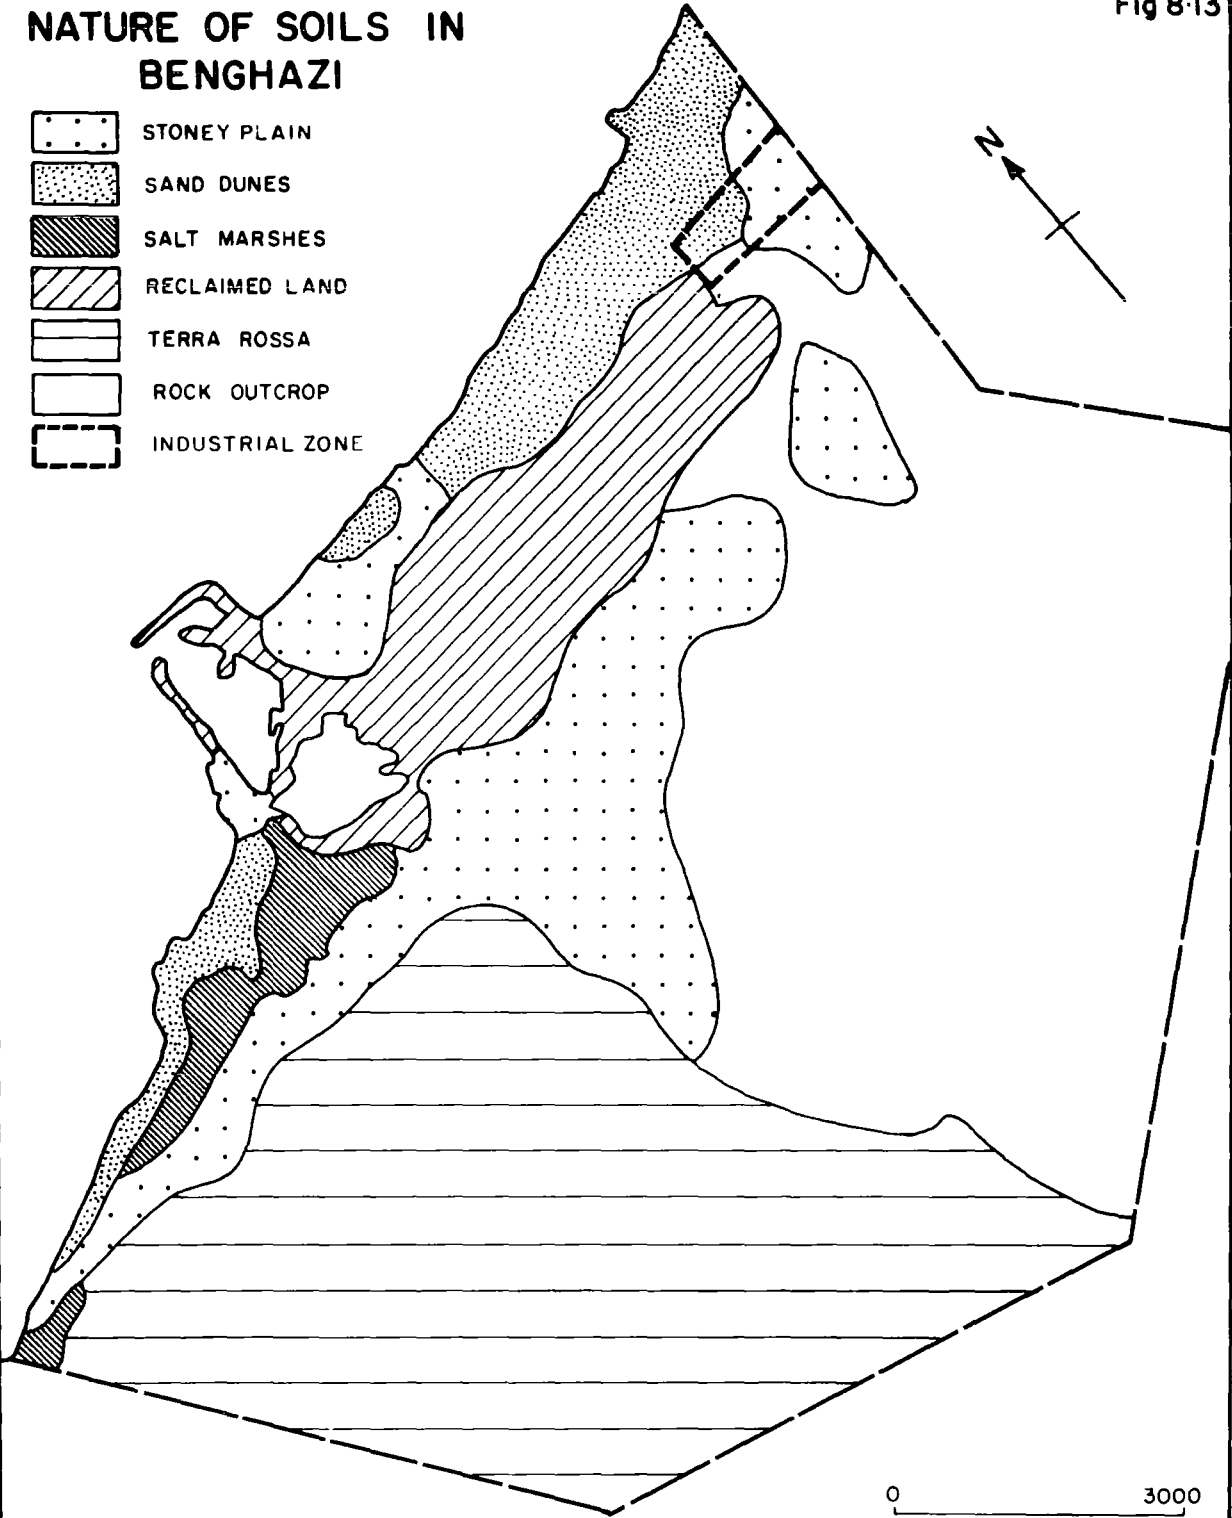 Fig 8·13
NATURE OF SOILS IN
BENGHAZI
STONEY PLAIN
SAND DUNES
SALT MARSHES
RECLAIMED LAND
TERRA ROSSA
ROCK OUTCROP
INDUSTRIAL ZONE
N
0 3000